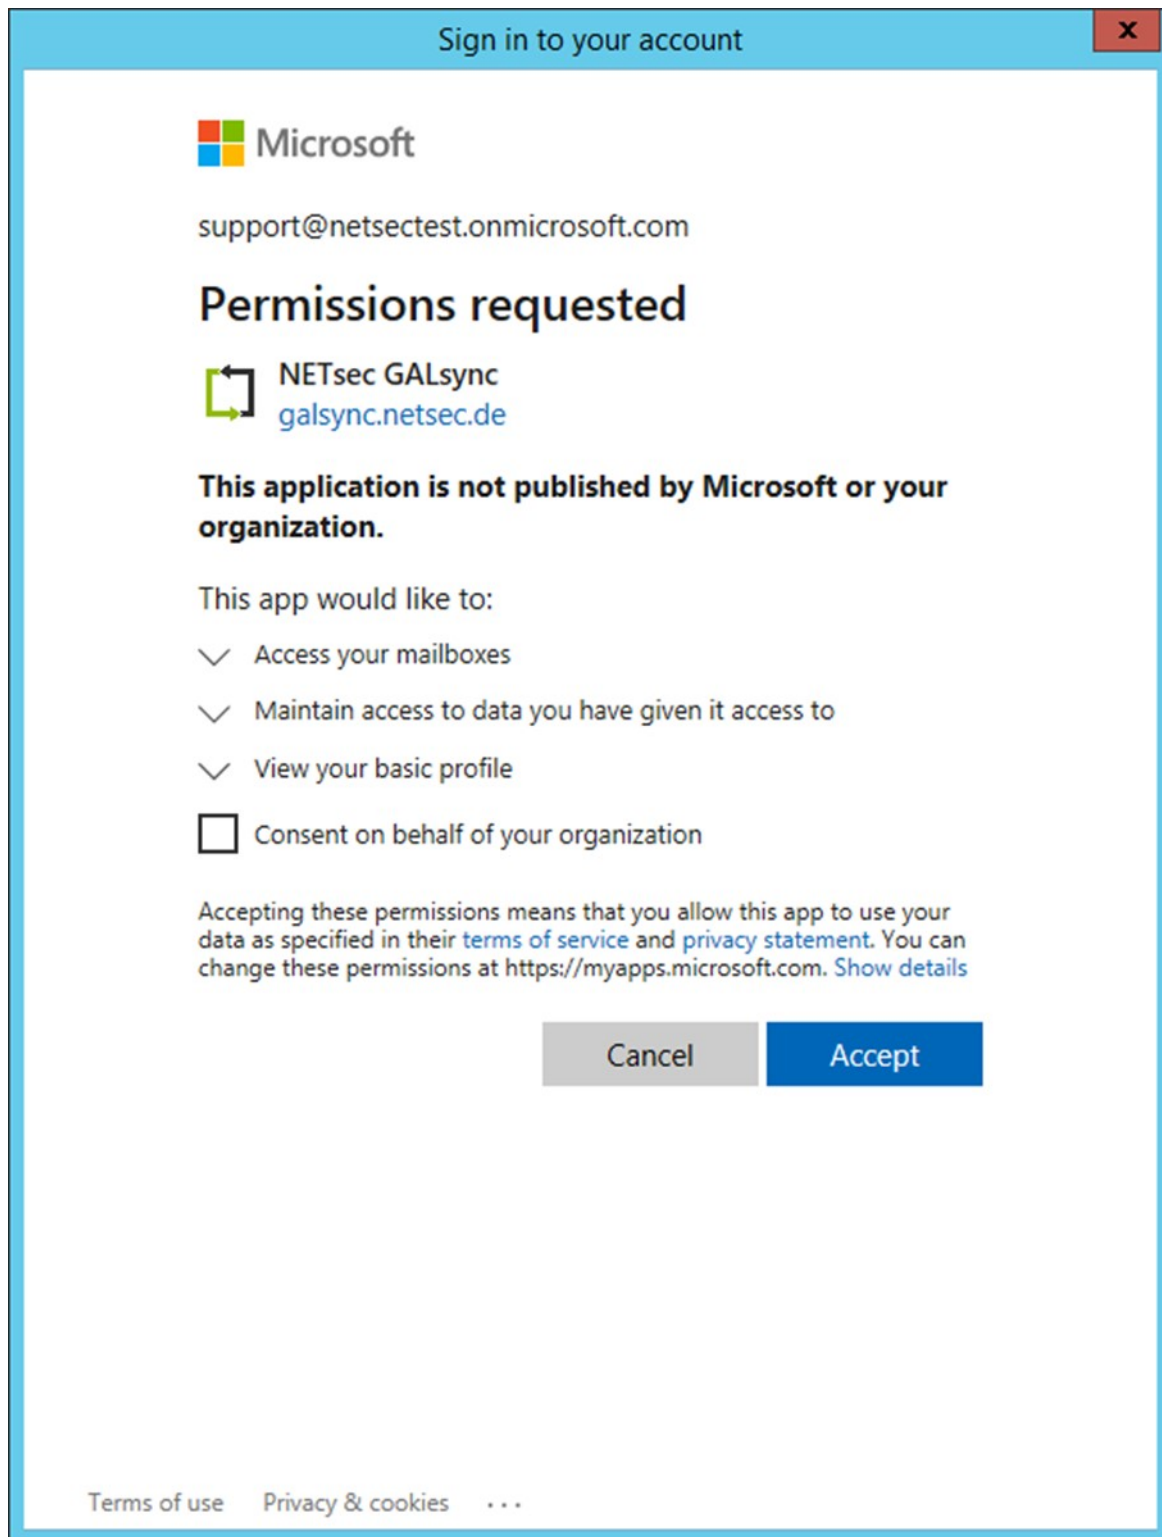 Sign in to your account
x
Microsoft
support@netsectest.onmicrosoft.com
Permissions requested
NETsec GALsync
galsync.netsec.de
This application is not published by Microsoft or your
organization.
This app would like to:
Access your mailboxes
Maintain access to data you have given it access to
View your basic profile
Consent on behalf of your organization
Accepting these permissions means that you allow this app to use your
data as specified in their terms of service and privacy statement. You can
change these permissions at https://myapps.microsoft.com. Show details
Cancel Accept
Terms of use Privacy & cookies ...